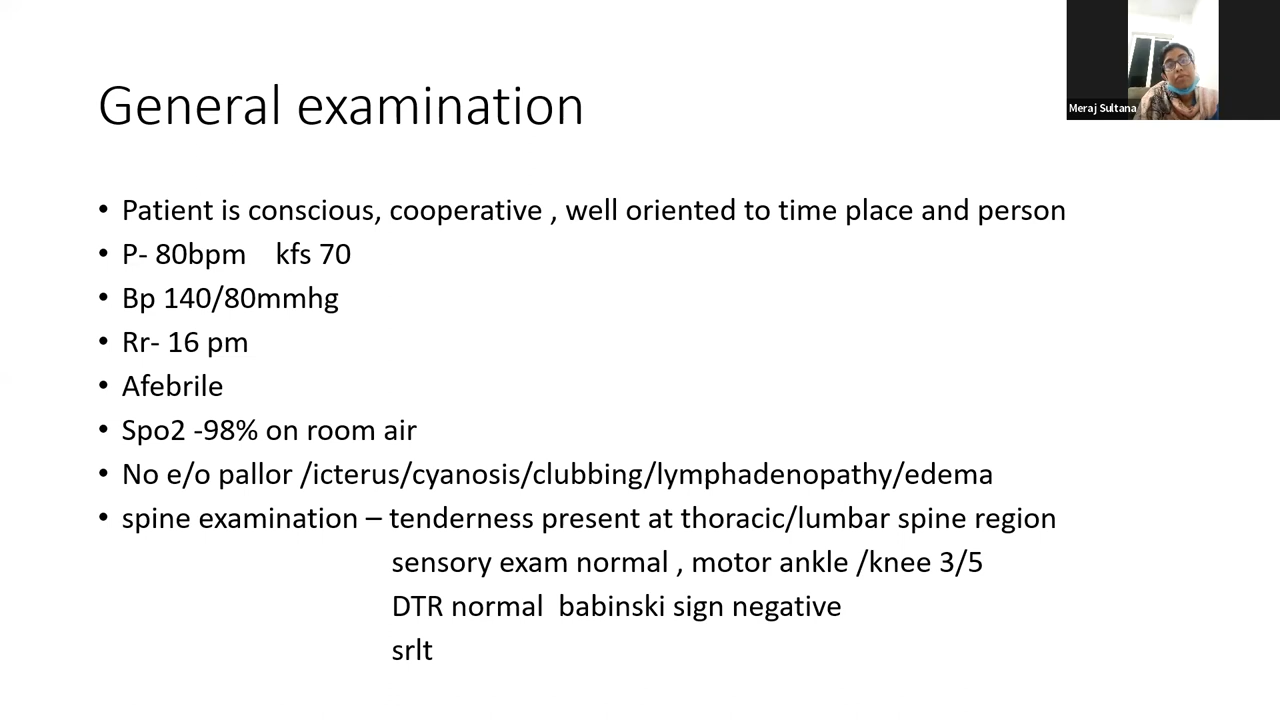 General examination
Meraj Sultana
• Patient is conscious, cooperative , well oriented to time place and person
• P- 80bpm kfs 70
• Bp 140/80mmhg
• Rr- 16 pm
• Afebrile
• Spo2 -98% on room air
• No e/o pallor /icterus/cyanosis/clubbing/lymphadenopathy/edema
• spine examination – tenderness present at thoracic/lumbar spine region
sensory exam normal , motor ankle /knee 3/5
DTR normal babinski sign negative
srlt